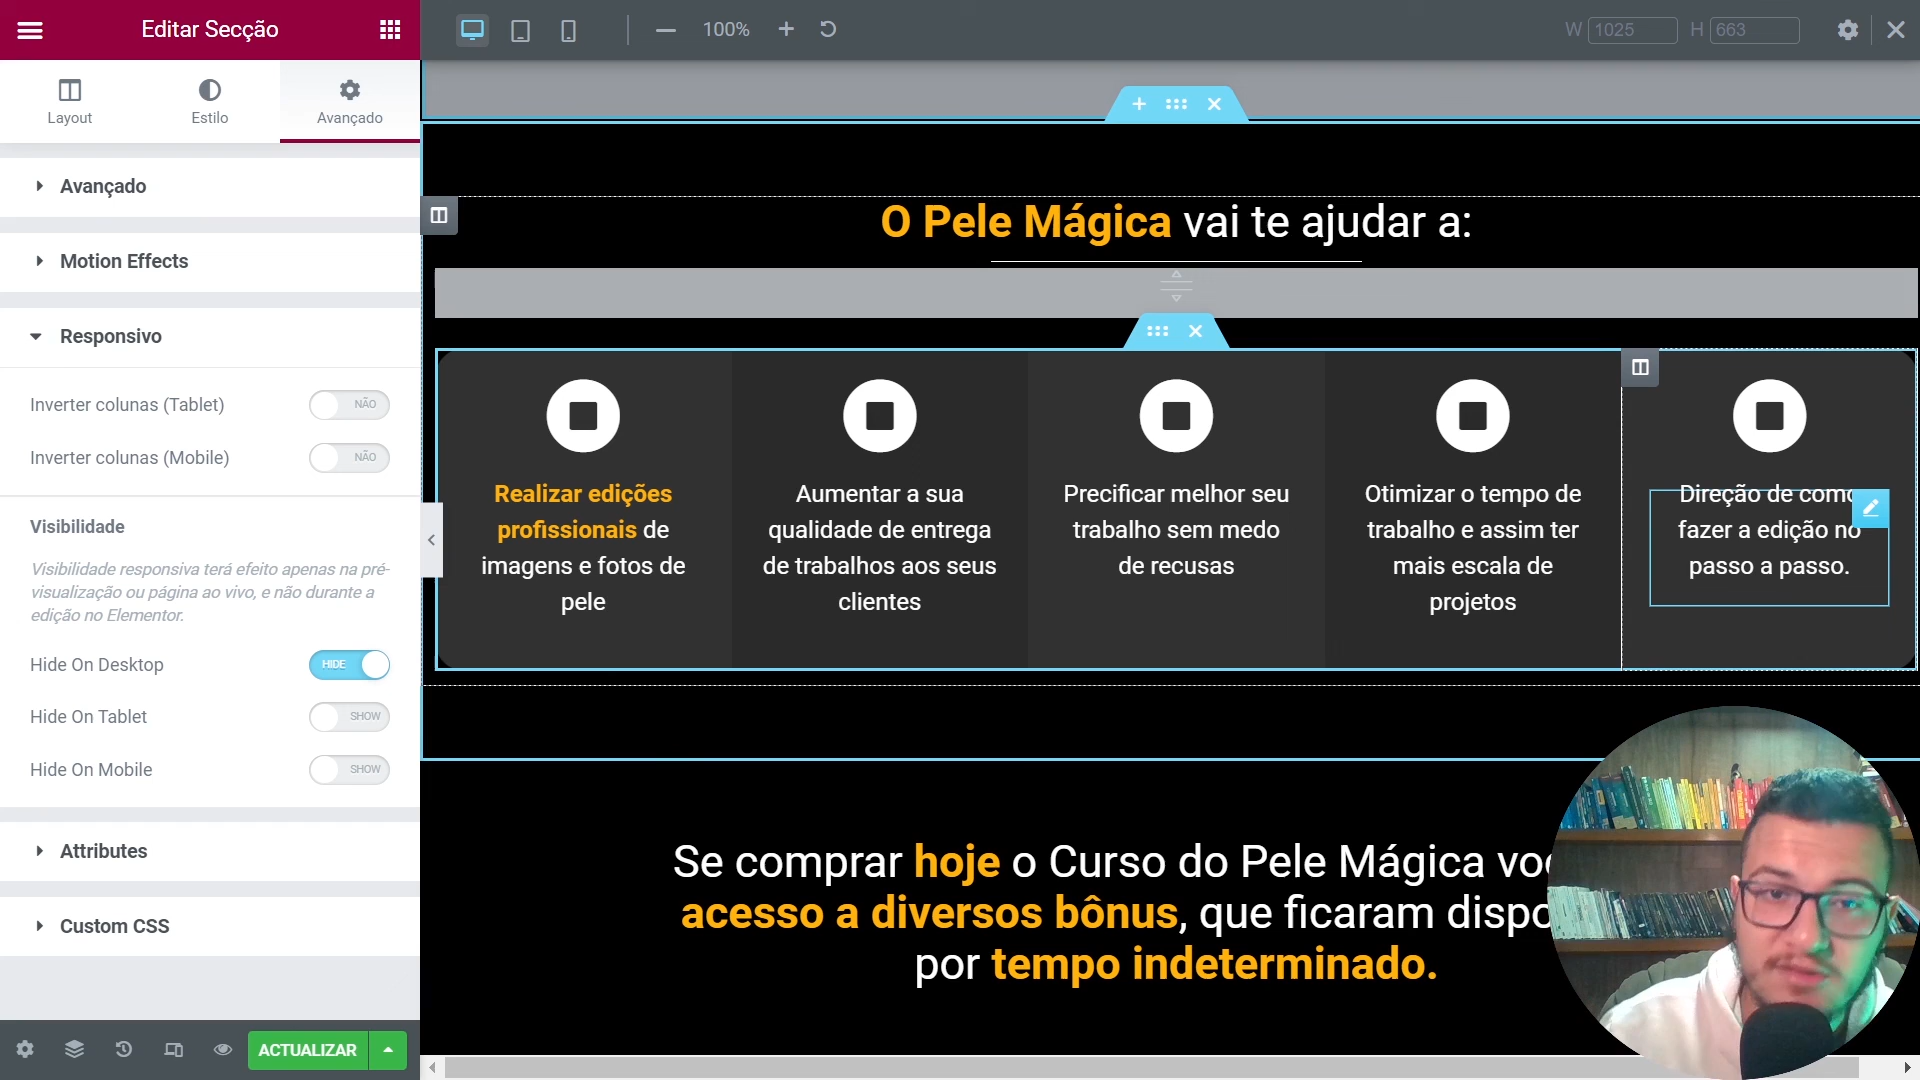 Editar Secção
100%
W 1025 H 663
Layout
Estilo
Avançado
Avançado
Motion Effects
Responsivo
Inverter colunas (Tablet) NÃO
Inverter colunas (Mobile) NÃO
Visibilidade
Visibilidade responsiva terá efeito apenas na pré-
visualização ou página ao vivo, e não durante a
edição no Elementor.
Hide On Desktop HIDE
Hide On Tablet SHOW
Hide On Mobile SHOW
Attributes
Custom CSS
ACTUALIZAR
O Pele Mágica vai te ajudar a:
Realizar edições
profissionais de
imagens e fotos de
pele
Aumentar a sua
qualidade de entrega
de trabalhos aos seus
clientes
Precificar melhor seu
trabalho sem medo
de recusas
Otimizar o tempo de
trabalho e assim ter
mais escala de
projetos
Direção de como
fazer a edição no
passo a passo.
Se comprar hoje o Curso do Pele Mágica
acesso a diversos bônus, que ficaram
por tempo indeterminado.